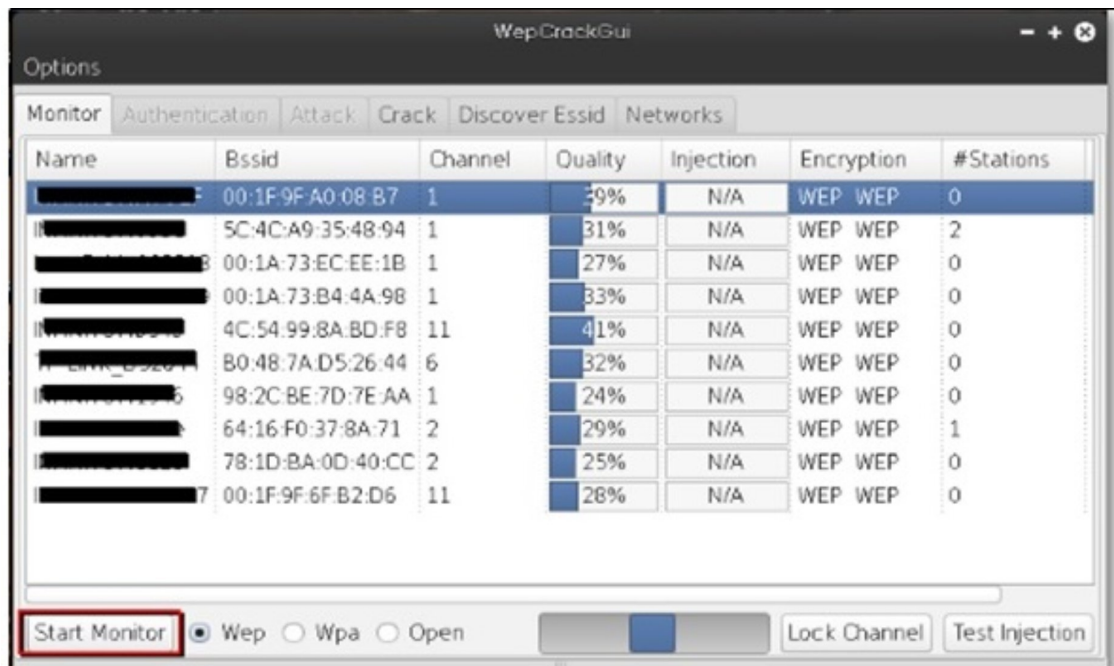 WepCrackGui
Options
Monitor Authentication Attack Crack Discover Essid Networks
Name Bssid Channel Quality Injection Encryption #Stations
00:1F:9F:A0:08:B7 1 39% N/A WEP WEP 0
5C:4C:A9:35:48:94 1 31% N/A WEP WEP 2
00:1A:73:EC:EE:1B 1 27% N/A WEP WEP 0
00:1A:73:B4:4A:98 1 33% N/A WEP WEP 0
4C:54:99:8A:BD:F8 11 41% N/A WEP WEP 0
B0:48:7A:D5:26:44 6 32% N/A WEP WEP 0
98:2C:BE:7D:7E:AA 1 24% N/A WEP WEP 0
64:16:F0:37:8A:71 2 29% N/A WEP WEP 1
78:1D:BA:0D:40:CC 2 25% N/A WEP WEP 0
00:1F:9F:6F:B2:D6 11 28% N/A WEP WEP 0
Start Monitor Wep Wpa Open Lock Channel Test Injection